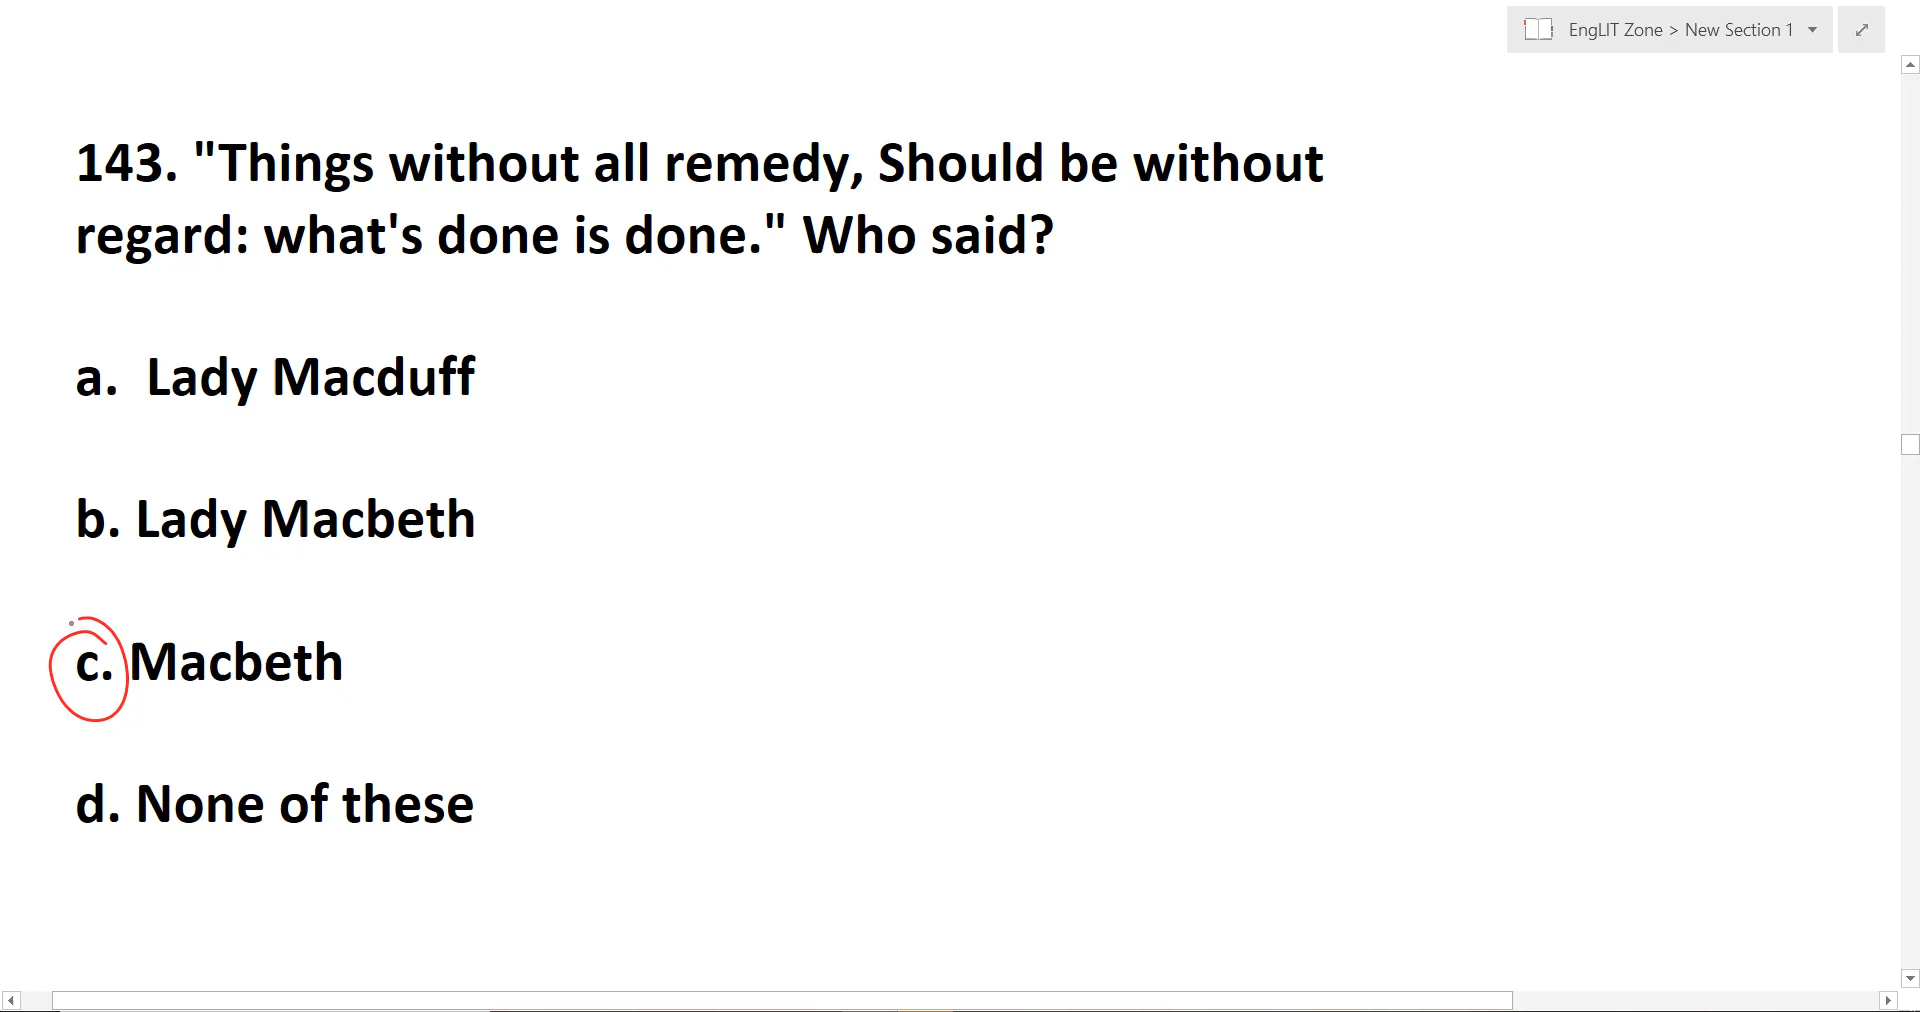 EngLIT Zone > New Section 1
143. "Things without all remedy, Should be without
regard: what's done is done." Who said?
a. Lady Macduff
b. Lady Macbeth
c. Macbeth
d. None of these